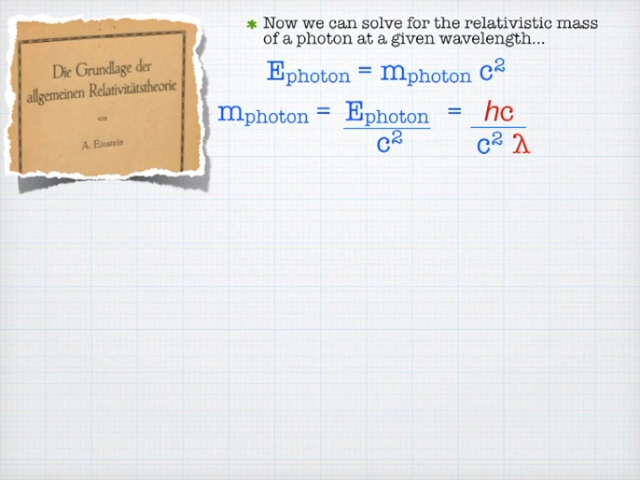 Die Grundlage der
allgemeinen Relativitätstheorie
von
A. Einstein
* Now we can solve for the relativistic mass
of a photon at a given wavelength...
Ephoton = mphoton c²
mphoton = Ephoton / c² = hc / c² λ